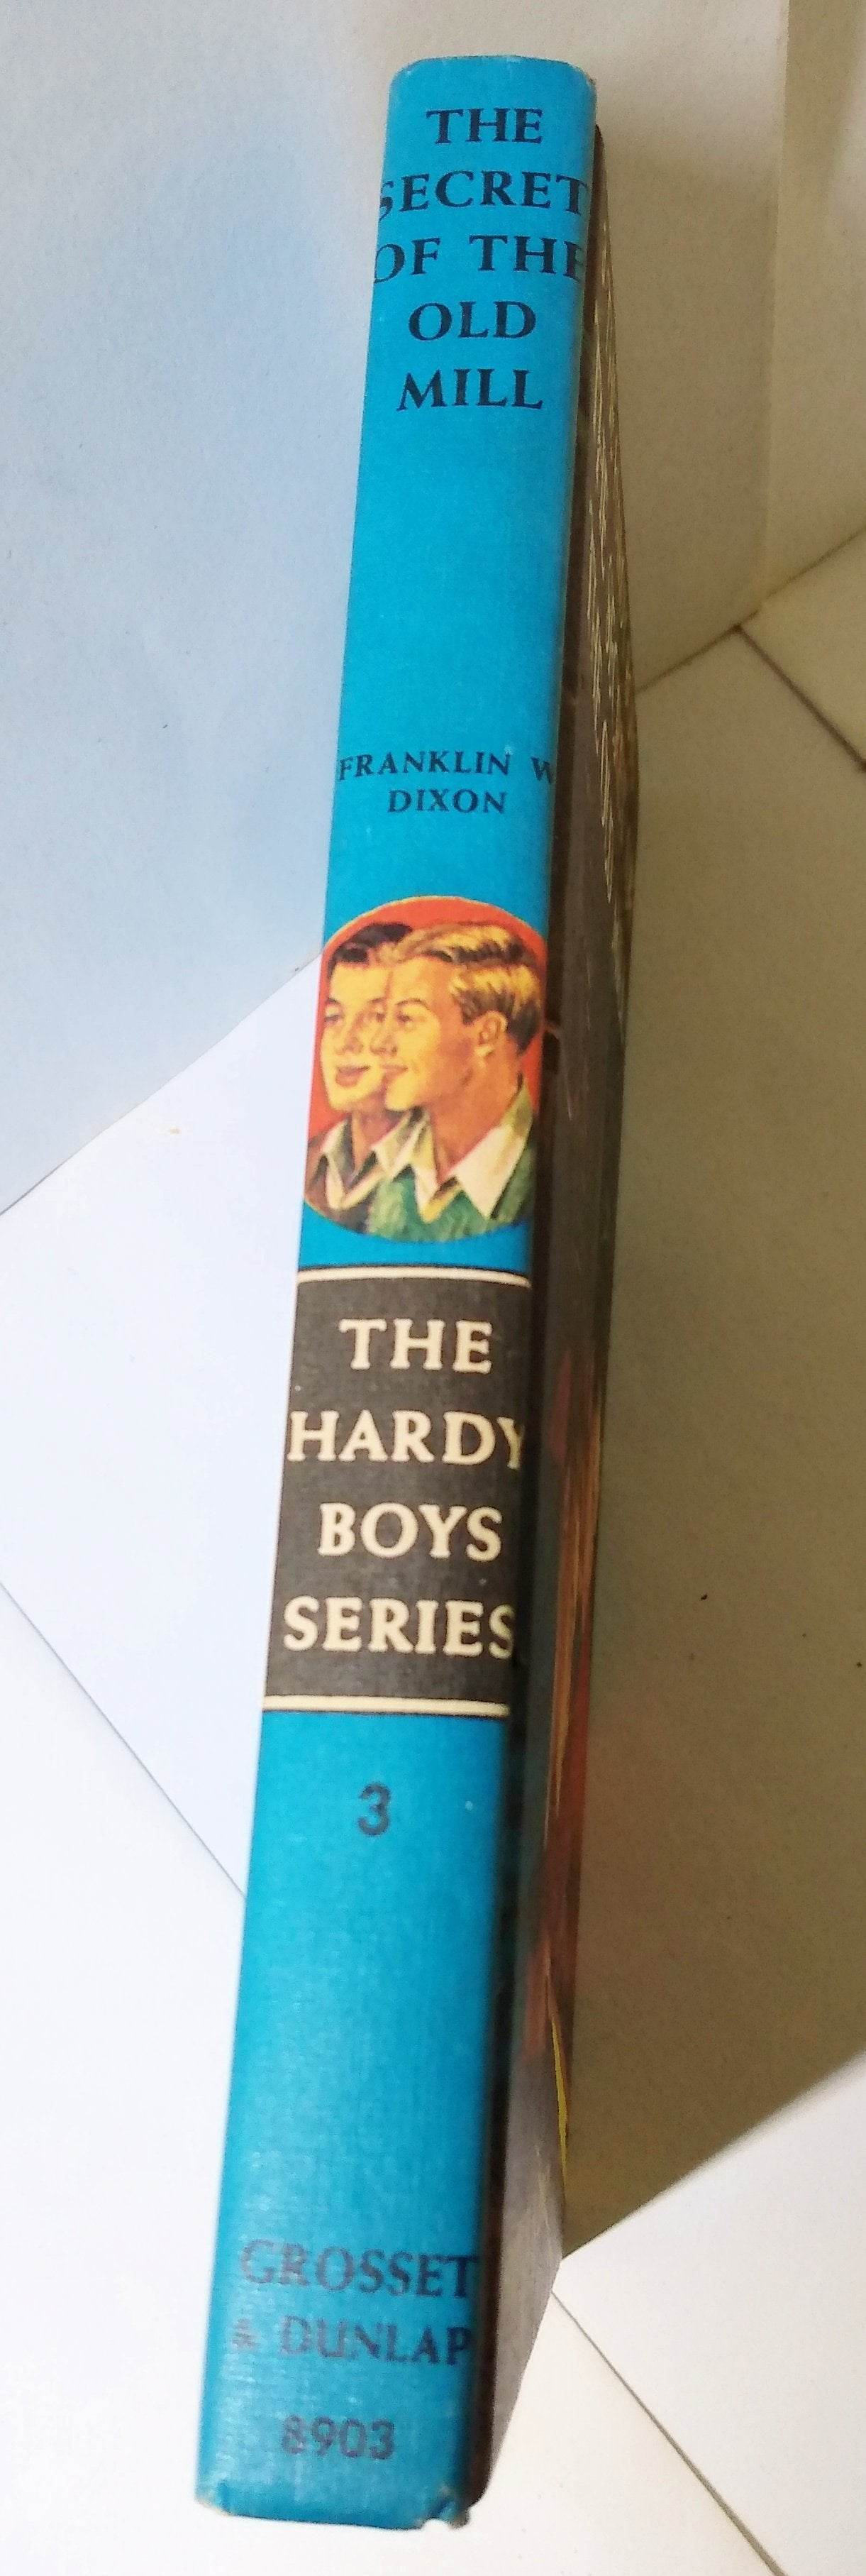 THE
SECRET
OF THE
OLD
MILL
FRANKLIN W
DIXON
THE
HARDY
BOYS
SERIES
3
GROSSET
& DUNLAP
8903